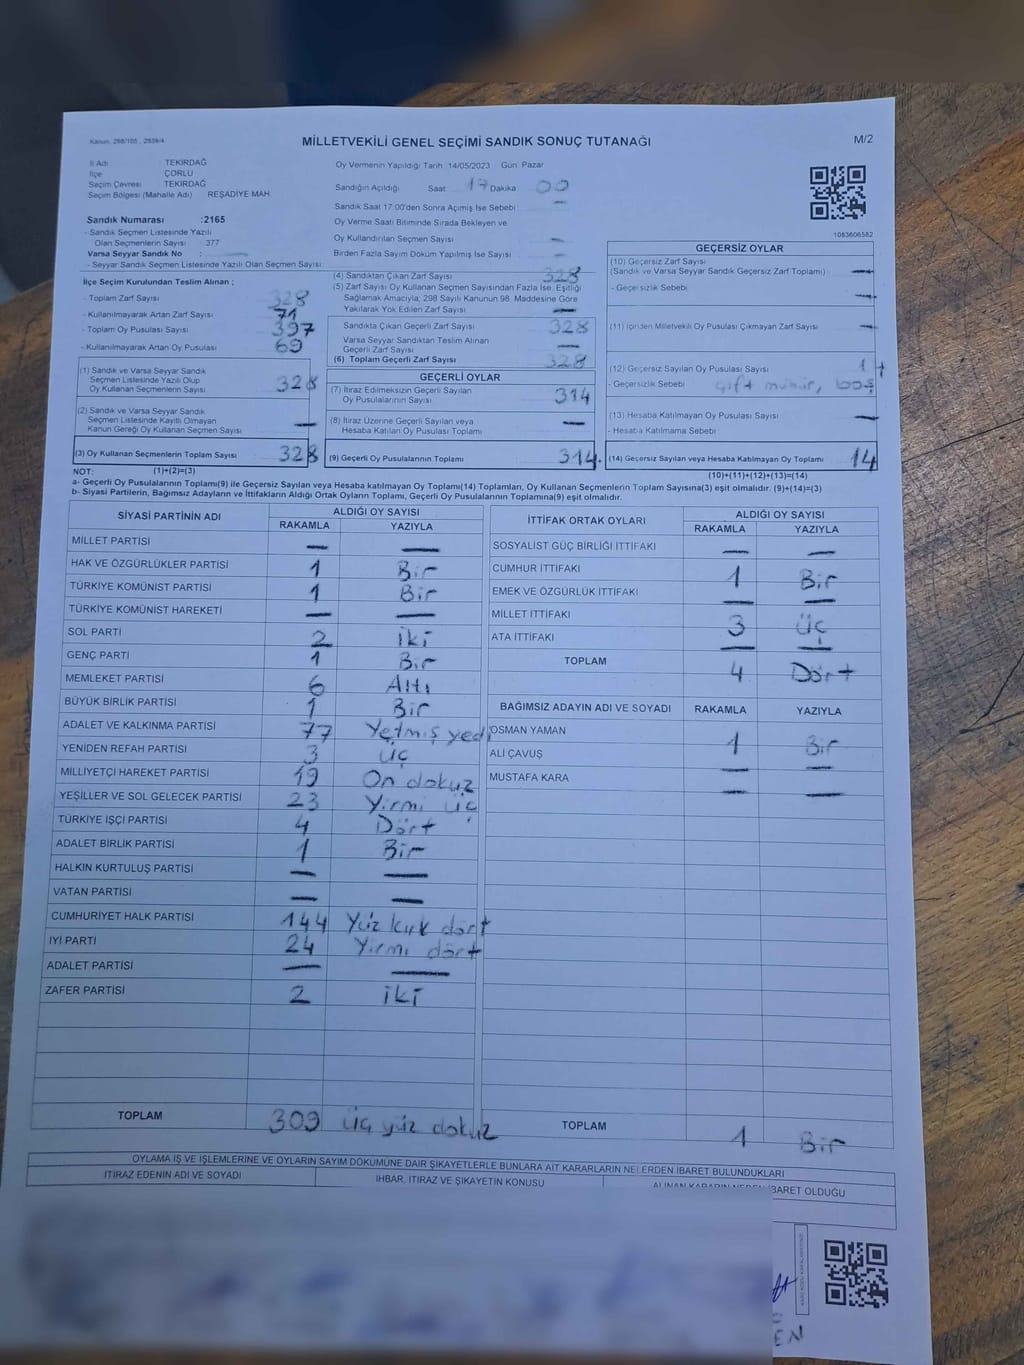 Kanun: 298/105 , 2839/4
MİLLETVEKİLİ GENEL SEÇİMİ SANDIK SONUÇ TUTANAĞI
M/2
İl Adı : TEKİRDAĞ
İlçe ÇORLU
Seçim Çevresi TEKİRDAĞ
Seçim Bölgesi (Mahalle Adı) REŞADİYE MAH
Sandık Numarası :2165
- Sandık Seçmen Listesinde Yazılı
Olan Seçmenlerin Sayısı : 377
Varsa Seyyar Sandık No :
- Seyyar Sandık Seçmen Listesinde Yazılı Olan Seçmen Sayısı:
İlçe Seçim Kurulundan Teslim Alınan ;
- Toplam Zarf Sayısı : 328
- Kullanılmayarak Artan Zarf Sayısı : 71
- Toplam Oy Pusulası Sayısı 397
- Kullanılmayarak Artan Oy Pusulası 69
(1) Sandık ve Varsa Seyyar Sandık
Seçmen Listesinde Yazılı Olup
Oy Kullanan Seçmenlerin Sayısı 328
(2) Sandık ve Varsa Seyyar Sandık
Seçmen Listesinde Kayıtlı Olmayan
Kanun Gereği Oy Kullanan Seçmen Sayısı —
(3) Oy Kullanan Seçmenlerin Toplam Sayısı 328
Oy Vermenin Yapıldığı Tarih :14/05/2023 Gün: Pazar
Sandığın Açıldığı Saat: 17 Dakika 00
Sandık Saat 17:00'den Sonra Açımış İse Sebebi: —
Oy Verme Saati Bitiminde Sırada Bekleyen ve
Oy Kullandırılan Seçmen Sayısı —
Birden Fazla Sayım Döküm Yapılmış İse Sayısı —
(4) Sandıktan Çıkan Zarf Sayısı 328
(5) Zarf Sayısı Oy Kullanan Seçmen Sayısından Fazla İse, Eşitliği
Sağlamak Amacıyla; 298 Sayılı Kanunun 98. Maddesine Göre
Yakılarak Yok Edilen Zarf Sayısı —
Sandıkta Çıkan Geçerli Zarf Sayısı 328
Varsa Seyyar Sandıktan Teslim Alınan
Geçerli Zarf Sayısı —
(6) Toplam Geçerli Zarf Sayısı 328
GEÇERLİ OYLAR
(7) İtiraz Edilmeksizin Geçerli Sayılan
Oy Pusulalarının Sayısı 314
(8) İtiraz Üzerine Geçerli Sayılan veya
Hesaba Katılan Oy Pusulası Toplamı —
(9) Geçerli Oy Pusulalarının Toplamı 314
1083606582
GEÇERSİZ OYLAR
(10) Geçersiz Zarf Sayısı
(Sandık ve Varsa Seyyar Sandık Geçersiz Zarf Toplamı) —
- Geçersizlik Sebebi —
(11) İçinden Milletvekili Oy Pusulası Çıkmayan Zarf Sayısı —
(12) Geçersiz Sayılan Oy Pusulası Sayısı 14
- Geçersizlik Sebebi çift mühür, boş
(13) Hesaba Katılmayan Oy Pusulası Sayısı —
- Hesaba Katılmama Sebebi
(14) Geçersiz Sayılan veya Hesaba Katılmayan Oy Toplamı 14
NOT: (1)+(2)=(3) (10)+(11)+(12)+(13)=(14)
a- Geçerli Oy Pusulalarının Toplamı(9) ile Geçersiz Sayılan veya Hesaba katılmayan Oy Toplamı(14) Toplamları, Oy Kullanan Seçmenlerin Toplam Sayısına(3) eşit olmalıdır. (9)+(14)=(3)
b- Siyasi Partilerin, Bağımsız Adayların ve İttifakların Aldığı Ortak Oyların Toplamı, Geçerli Oy Pusulalarının Toplamına(9) eşit olmalıdır.
SİYASİ PARTİNİN ADI ALDIĞI OY SAYISI
RAKAMLA YAZIYLA
MİLLET PARTİSİ — —
HAK VE ÖZGÜRLÜKLER PARTİSİ 1 Bir
TÜRKİYE KOMÜNİST PARTİSİ 1 Bir
TÜRKİYE KOMÜNİST HAREKETİ — —
SOL PARTİ 2 iki
GENÇ PARTİ 1 Bir
MEMLEKET PARTİSİ 6 Altı
BÜYÜK BİRLİK PARTİSİ 1 Bir
ADALET VE KALKINMA PARTİSİ 77 Yetmiş yedi
YENİDEN REFAH PARTİSİ 3 üç
MİLLİYETÇİ HAREKET PARTİSİ 19 On dokuz
YEŞİLLER VE SOL GELECEK PARTİSİ 23 Yirmi üç
TÜRKİYE İŞÇİ PARTİSİ 4 Dört
ADALET BİRLİK PARTİSİ 1 Bir
HALKIN KURTULUŞ PARTİSİ — —
VATAN PARTİSİ — —
CUMHURİYET HALK PARTİSİ 144 Yüz kırk dört
İYİ PARTİ 24 Yirmi dört
ADALET PARTİSİ — —
ZAFER PARTİSİ 2 iki
TOPLAM 309 üç yüz dokuz
İTTİFAK ORTAK OYLARI ALDIĞI OY SAYISI
RAKAMLA YAZIYLA
SOSYALİST GÜÇ BİRLİĞİ İTTİFAKI — —
CUMHUR İTTİFAKI 1 Bir
EMEK VE ÖZGÜRLÜK İTTİFAKI — —
MİLLET İTTİFAKI 3 üç
ATA İTTİFAKI — —
TOPLAM 4 Dört
BAĞIMSIZ ADAYIN ADI VE SOYADI RAKAMLA YAZIYLA
OSMAN YAMAN 1 Bir
ALİ ÇAVUŞ — —
MUSTAFA KARA — —
TOPLAM 1 Bir
OYLAMA İŞ VE İŞLEMLERİNE VE OYLARIN SAYIM DÖKÜMÜNE DAİR ŞİKAYETLERLE BUNLARA AİT KARARLARIN NELERDEN İBARET BULUNDUKLARI
İTİRAZ EDENİN ADI VE SOYADI İHBAR, İTİRAZ VE ŞİKAYETİN KONUSU ALINAN KARARIN NEDEN İBARET OLDUĞU
EN